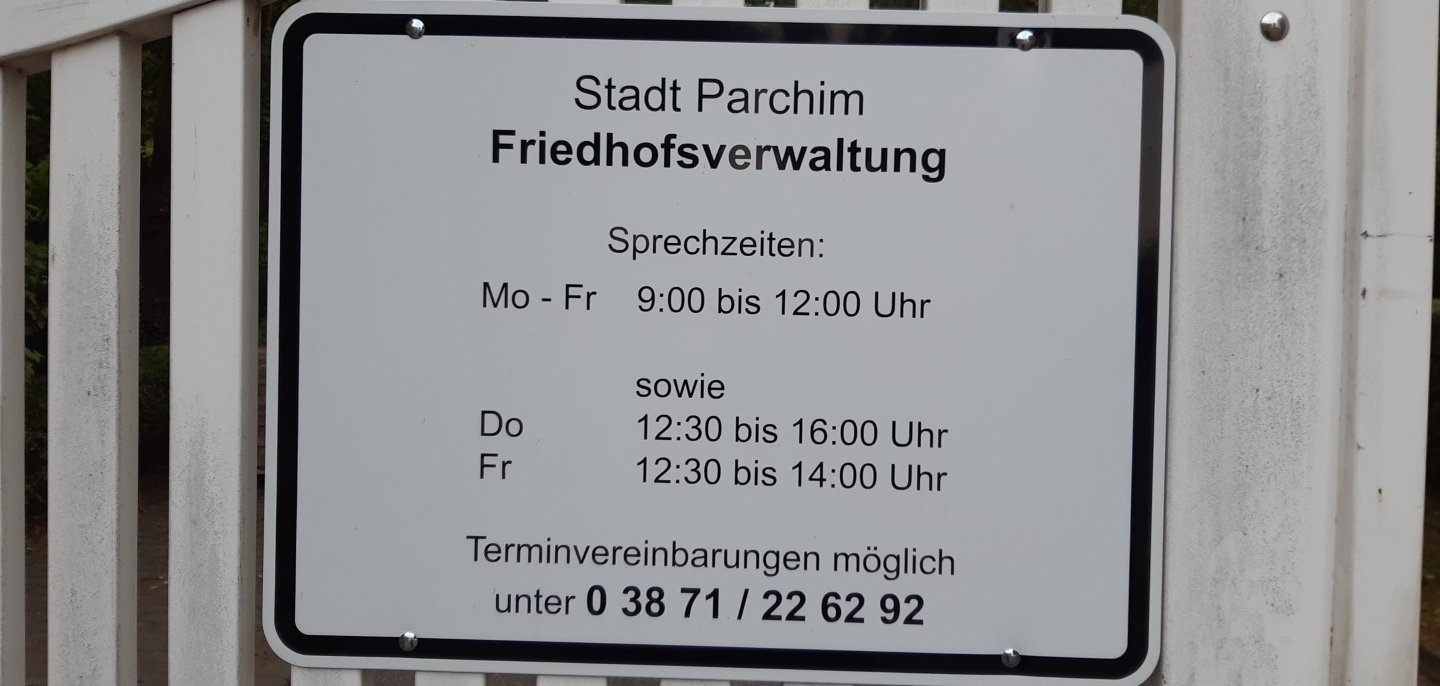 Stadt Parchim
Friedhofsverwaltung
Sprechzeiten:
Mo - Fr 9:00 bis 12:00 Uhr
sowie
Do 12:30 bis 16:00 Uhr
Fr 12:30 bis 14:00 Uhr
Terminvereinbarungen möglich
unter 0 38 71 / 22 62 92